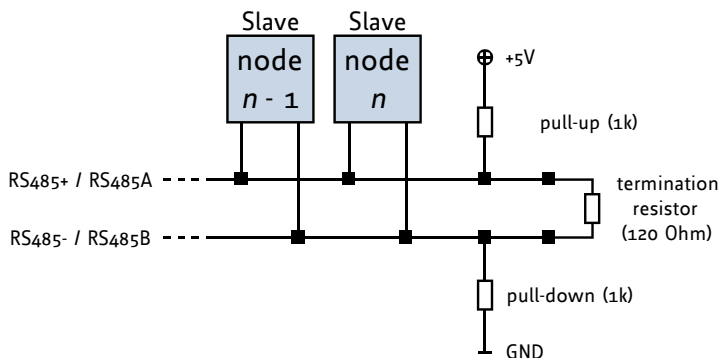 Slave
node
n - 1
Slave
node
n
+5V
pull-up (1k)
RS485+ / RS485A
termination
resistor
(120 Ohm)
RS485- / RS485B
pull-down (1k)
GND